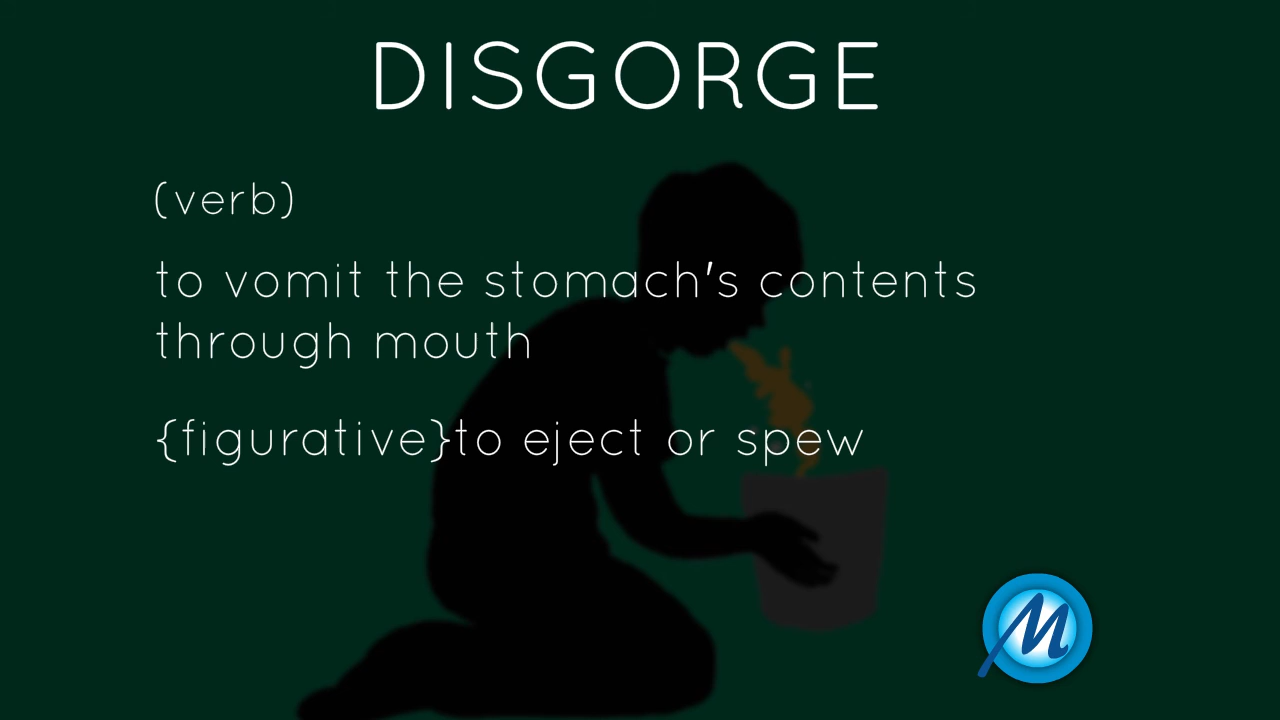 DISGORGE
(verb)
to vomit the stomach's contents
through mouth
{figurative}to eject or spew
M